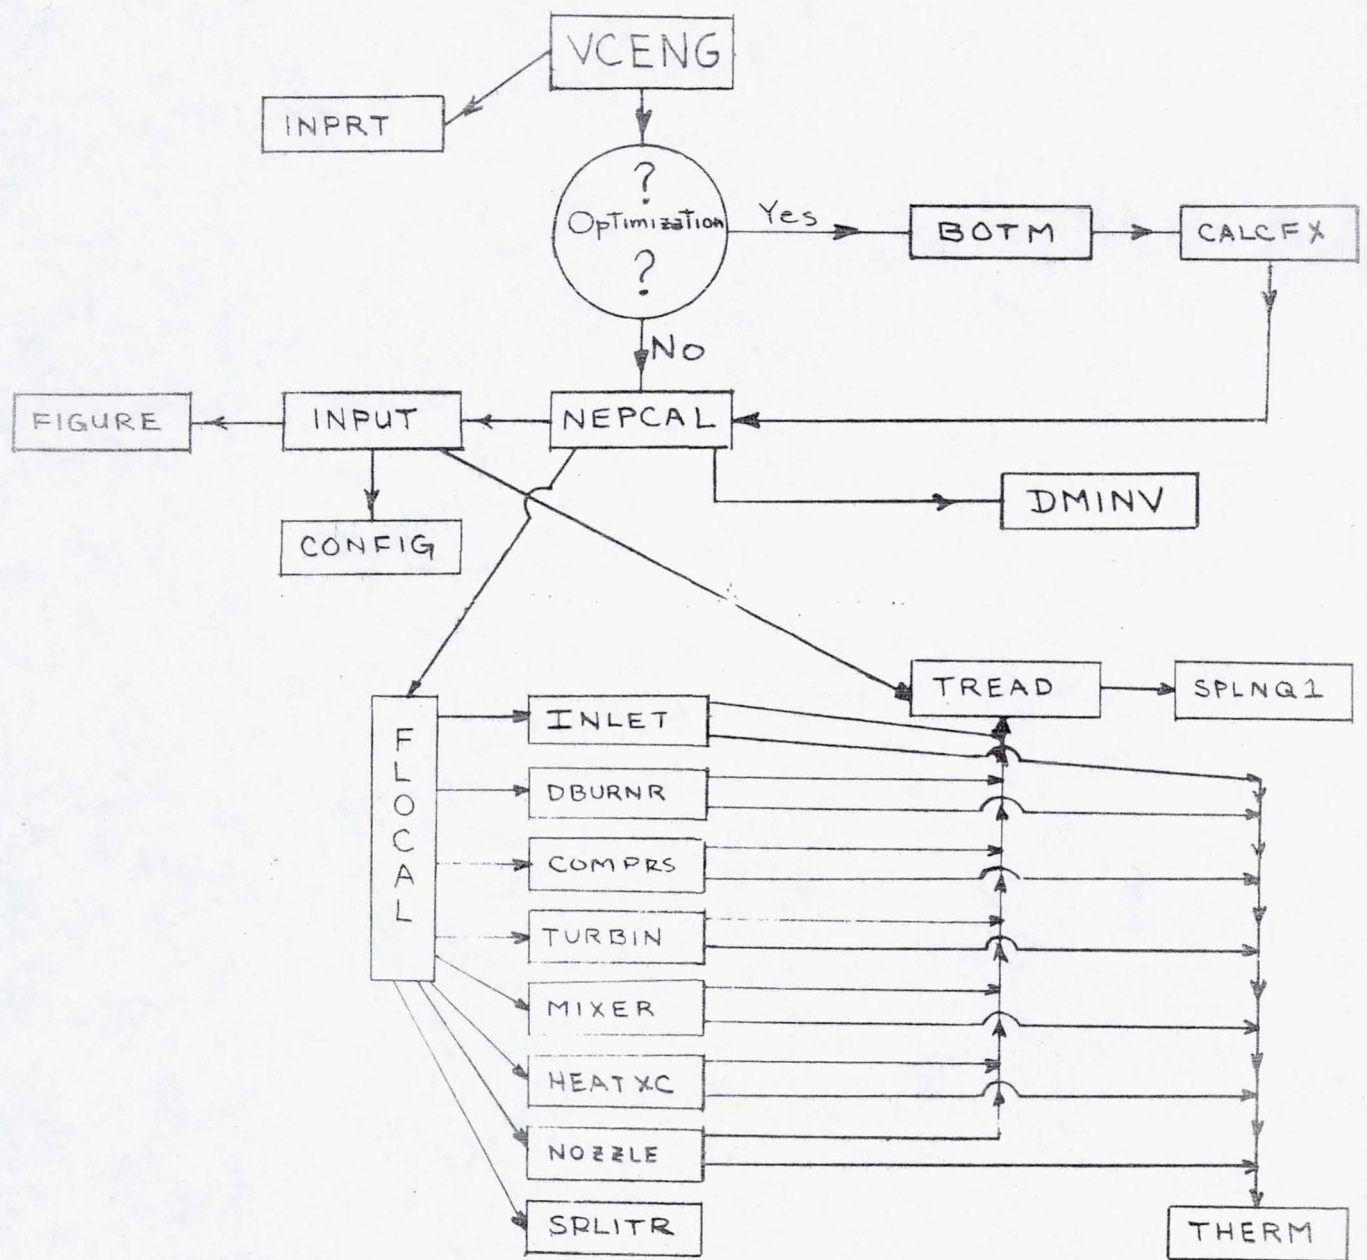 VCENG
INPRT
?
Optimization
?
Yes
BOTM
CALCFX
No
FIGURE
INPUT
NEPCAL
DMINV
CONFIG
TREAD
SPLNQ1
FLOCAL
INLET
DBURNR
COMPRS
TURBIN
MIXER
HEATXC
NOZZLE
SPLITR
THERM